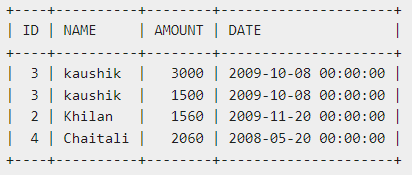 +----+----------+--------+---------------------+
| ID | NAME     | AMOUNT | DATE                |
+----+----------+--------+---------------------+
|  3 | kaushik  |   3000 | 2009-10-08 00:00:00 |
|  3 | kaushik  |   1500 | 2009-10-08 00:00:00 |
|  2 | Khilan   |   1560 | 2009-11-20 00:00:00 |
|  4 | Chaitali |   2060 | 2008-05-20 00:00:00 |
+----+----------+--------+---------------------+